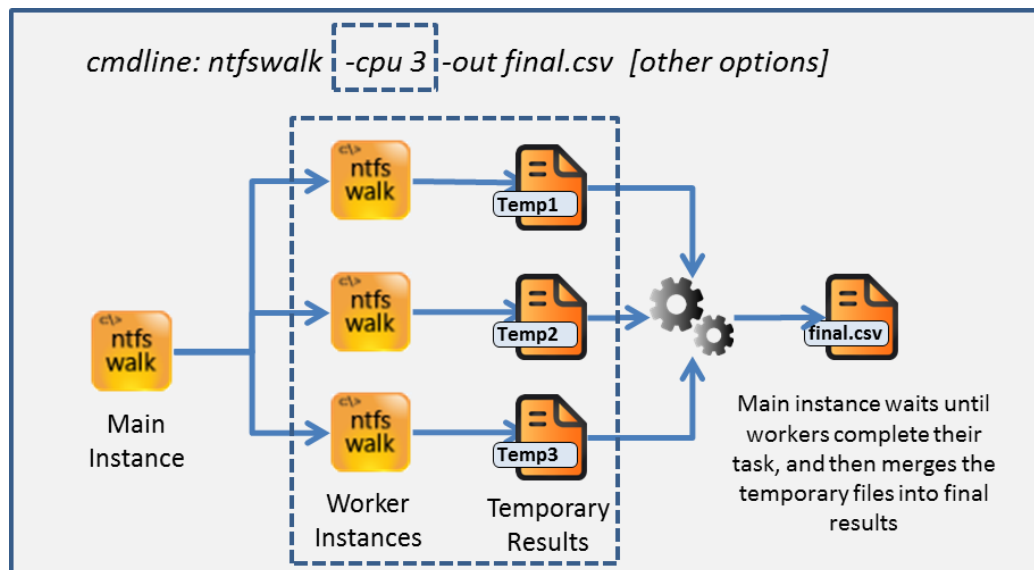 cmdline: ntfswalk -cpu 3 -out final.csv [other options]
c\>
ntfs
walk
Temp1
c\>
ntfs
walk
Temp2
c\>
ntfs
walk
final.csv
c\>
ntfs
walk
Temp3
Main
Instance
Worker
Instances
Temporary
Results
Main instance waits until
workers complete their
task, and then merges the
temporary files into final
results